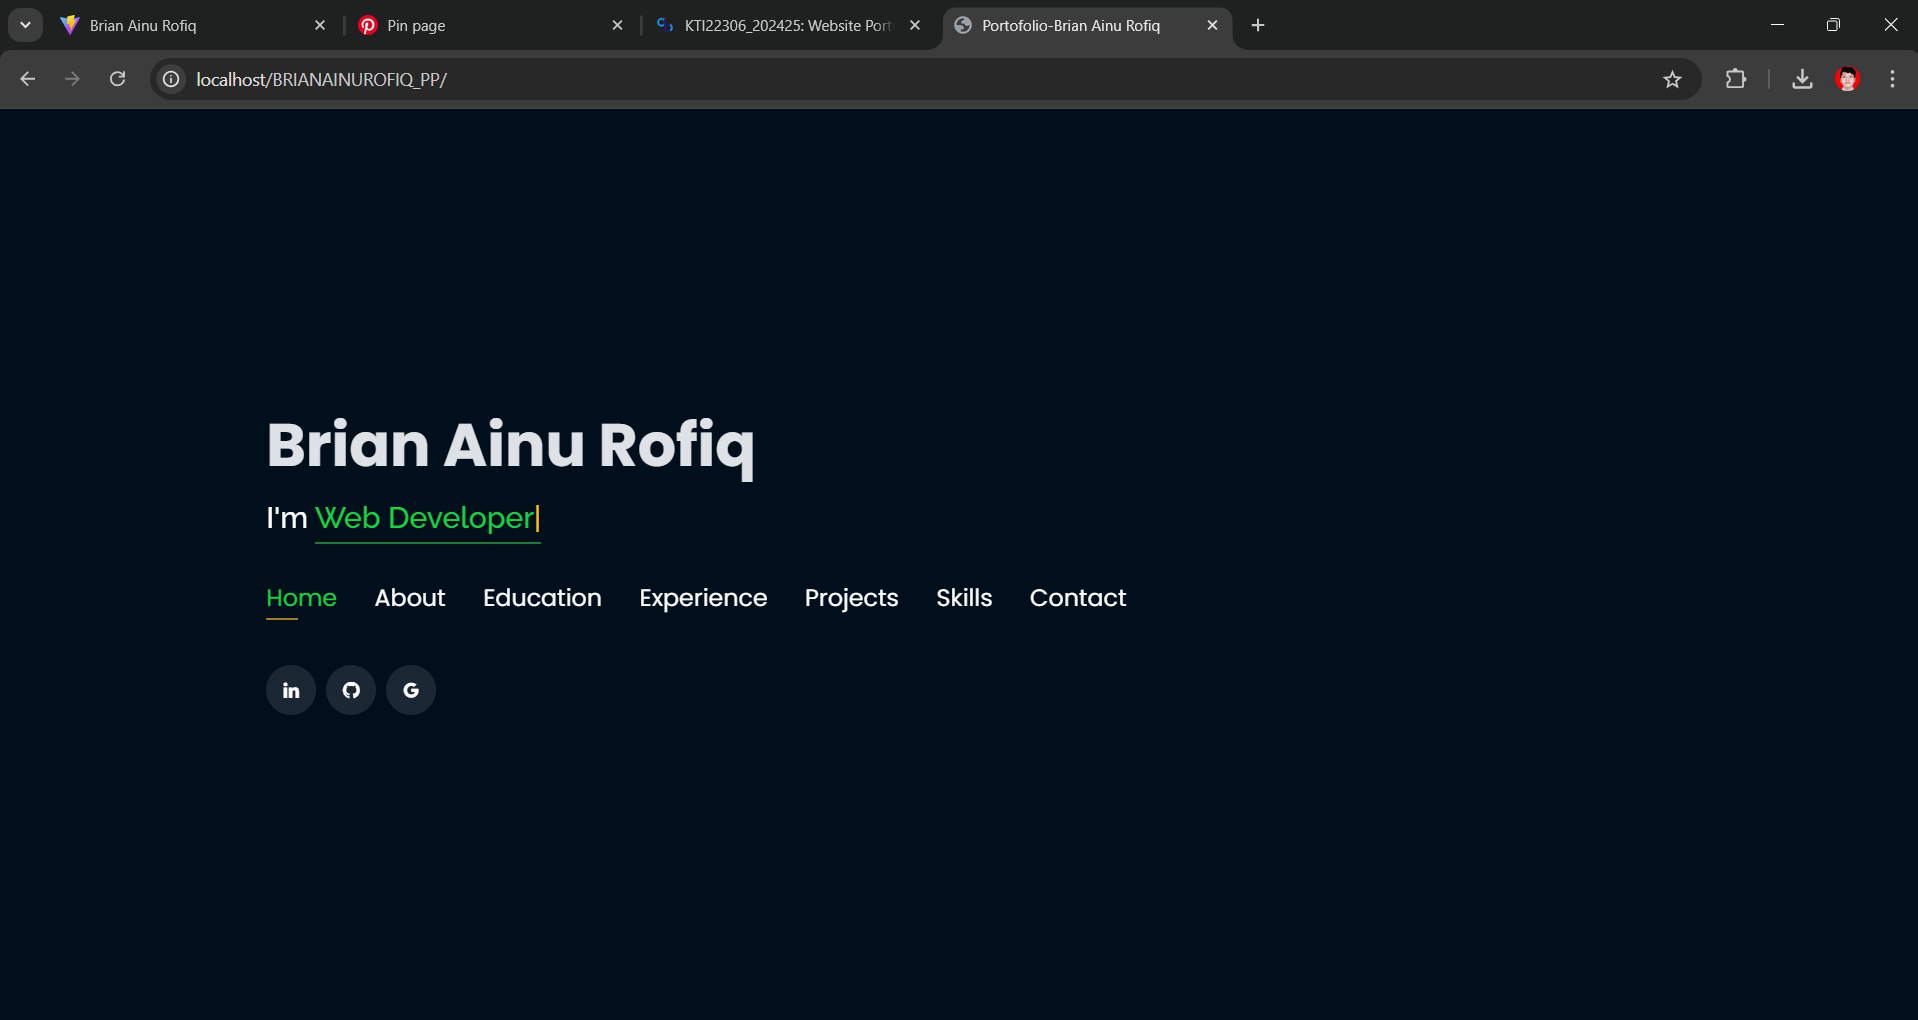 Brian Ainu Rofiq
Pin page
KTI22306_202425: Website Port
Portofolio-Brian Ainu Rofiq
localhost/BRIANAINUROFIQ_PP/
Brian Ainu Rofiq
I'm Web Developer|
Home About Education Experience Projects Skills Contact
in G